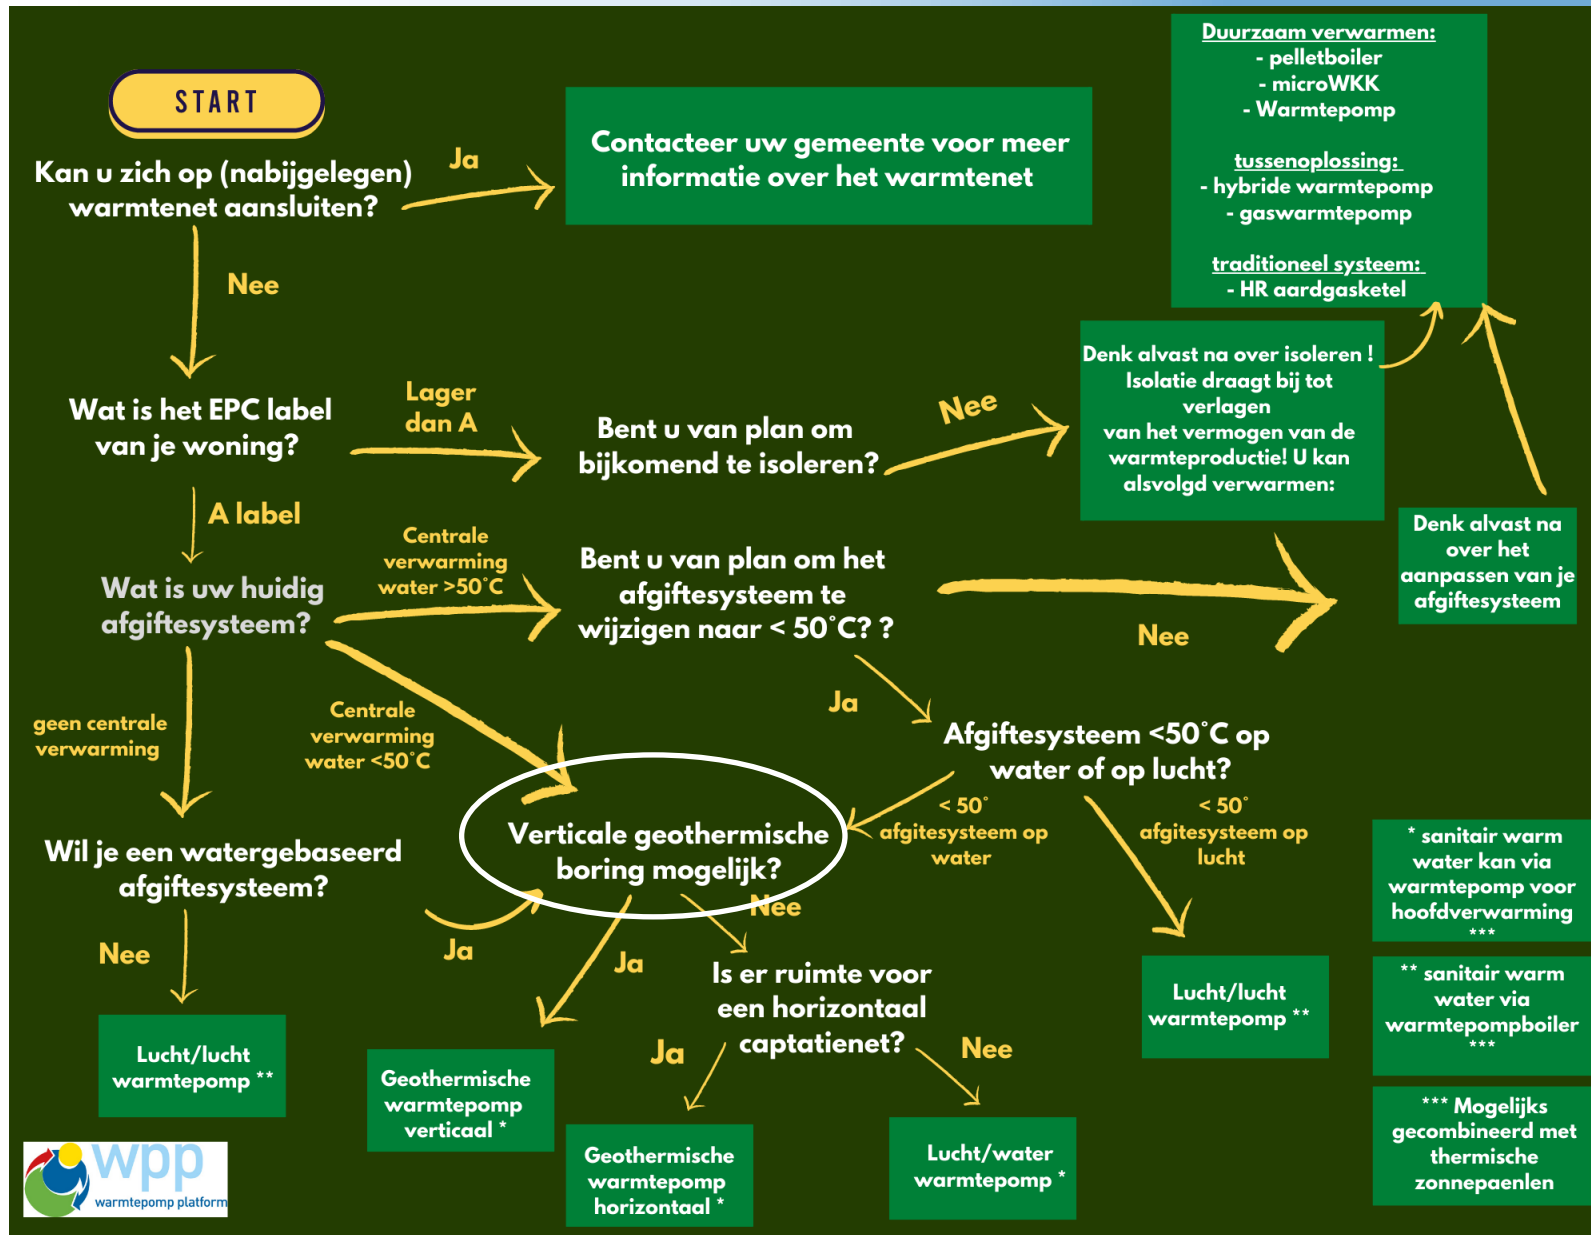 START
Kan u zich op (nabijgelegen)
warmtenet aansluiten?
Ja
Contacteer uw gemeente voor meer
informatie over het warmtenet
Duurzaam verwarmen:
- pelletboiler
- microWKK
- Warmtepomp
tussenoplossing:
- hybride warmtepomp
- gaswarmtepomp
traditioneel systeem:
- HR aardgasketel
Nee
Wat is het EPC label
van je woning?
Lager
dan A
Bent u van plan om
bijkomend te isoleren?
Nee
Denk alvast na over isoleren !
Isolatie draagt bij tot
verlagen
van het vermogen van de
warmteproductie! U kan
alsvolgd verwarmen:
A label
Wat is uw huidig
afgiftesysteem?
Centrale
verwarming
water >50°C
Bent u van plan om het
afgiftesysteem te
wijzigen naar < 50°C? ?
Nee
Denk alvast na
over het
aanpassen van je
afgiftesysteem
Ja
geen centrale
verwarming
Centrale
verwarming
water <50°C
Afgiftesysteem <50°C op
water of op lucht?
< 50°
afgitesysteem op
water
< 50°
afgitesysteem op
lucht
Wil je een watergebaseerd
afgiftesysteem?
Verticale geothermische
boring mogelijk?
Nee
Ja
Ja
Nee
Is er ruimte voor
een horizontaal
captatienet?
Ja
Nee
Lucht/lucht
warmtepomp **
Geothermische
warmtepomp
verticaal *
Geothermische
warmtepomp
horizontaal *
Lucht/water
warmtepomp *
Lucht/lucht
warmtepomp **
* sanitair warm
water kan via
warmtepomp voor
hoofdverwarming
***
** sanitair warm
water via
warmtepompboiler
***
*** Mogelijks
gecombineerd met
thermische
zonnepaenlen
wpp
warmtepomp platform